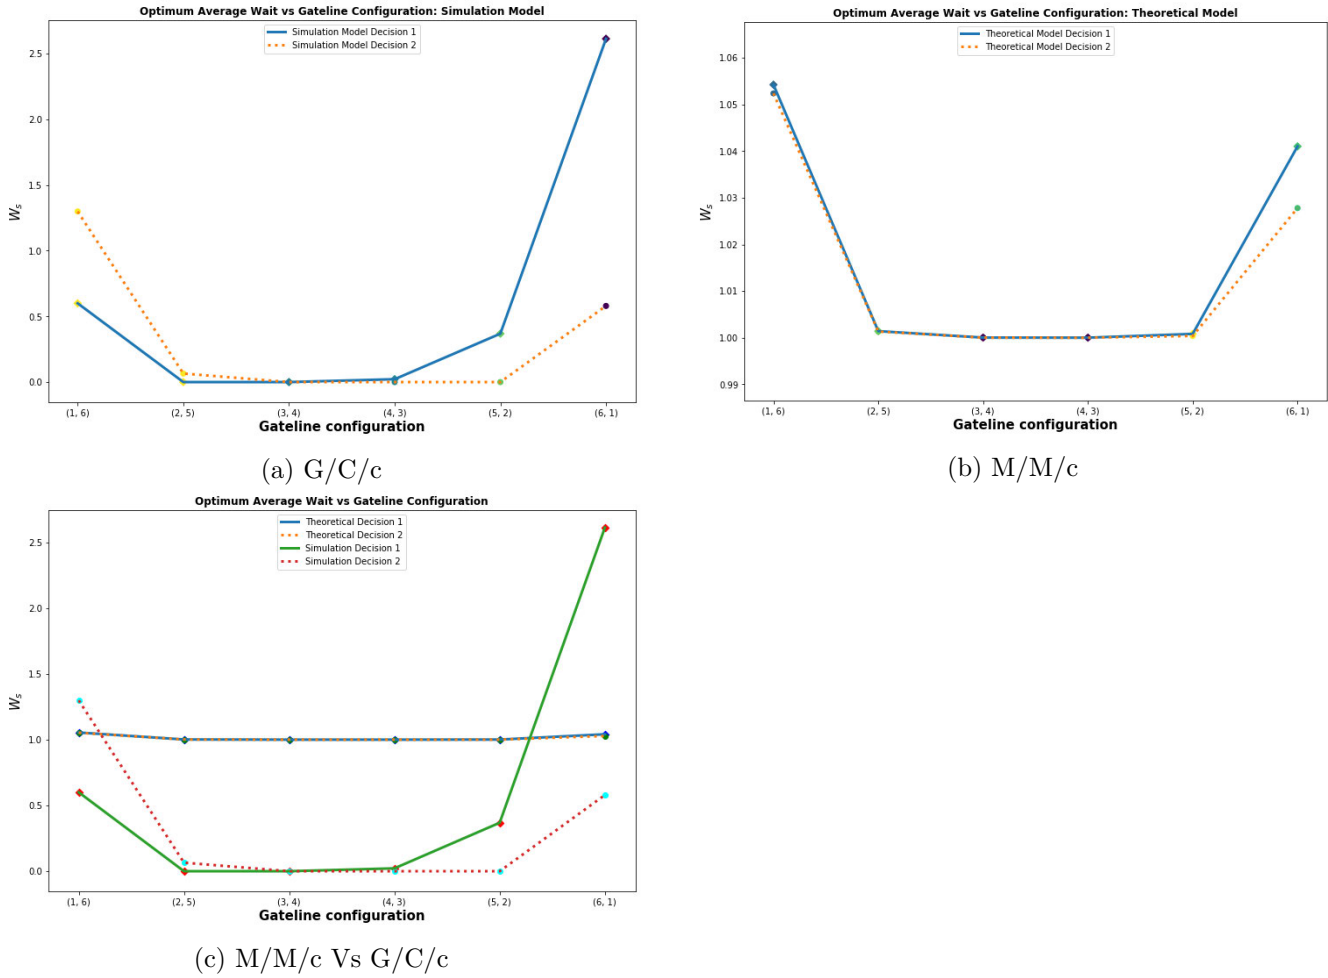 Optimum Average Wait vs Gateline Configuration: Simulation Model
Simulation Model Decision 1
Simulation Model Decision 2
2.5
2.0
1.5
1.0
0.5
0.0
W_s
(1, 6) (2, 5) (3, 4) (4, 3) (5, 2) (6, 1)
Gateline configuration
(a) G/C/c
Optimum Average Wait vs Gateline Configuration: Theoretical Model
Theoretical Model Decision 1
Theoretical Model Decision 2
1.06
1.05
1.04
1.03
1.02
1.01
1.00
0.99
W_s
(1, 6) (2, 5) (3, 4) (4, 3) (5, 2) (6, 1)
Gateline configuration
(b) M/M/c
Optimum Average Wait vs Gateline Configuration
Theoretical Decision 1
Theoretical Decision 2
Simulation Decision 1
Simulation Decision 2
2.5
2.0
1.5
1.0
0.5
0.0
W_s
(1, 6) (2, 5) (3, 4) (4, 3) (5, 2) (6, 1)
Gateline configuration
(c) M/M/c Vs G/C/c